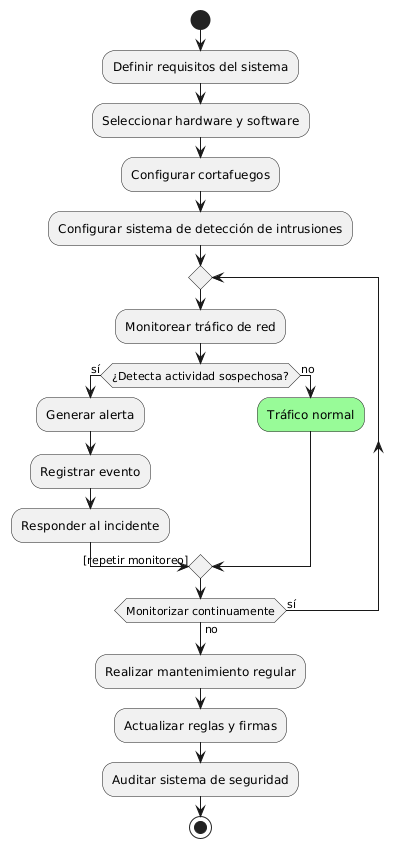 Definir requisitos del sistema
Seleccionar hardware y software
Configurar cortafuegos
Configurar sistema de detección de intrusiones
Monitorear tráfico de red
sí
¿Detecta actividad sospechosa?
no
Generar alerta
Tráfico normal
Registrar evento
Responder al incidente
[repetir monitoreo]
Monitorizar continuamente
sí
no
Realizar mantenimiento regular
Actualizar reglas y firmas
Auditar sistema de seguridad